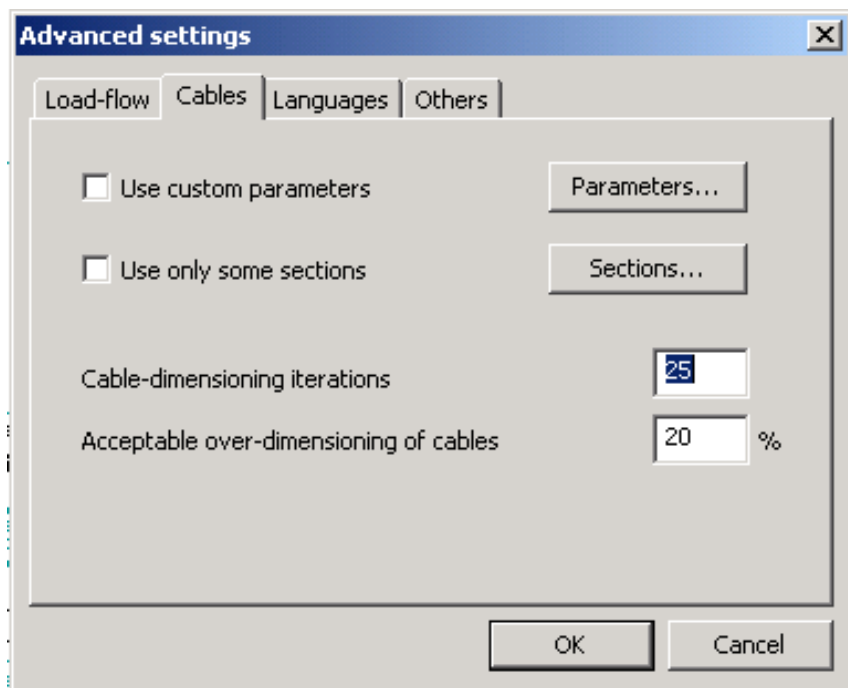 Advanced settings
Load-flow Cables Languages Others
Use custom parameters Parameters...
Use only some sections Sections...
Cable-dimensioning iterations 25
Acceptable over-dimensioning of cables 20 %
OK Cancel